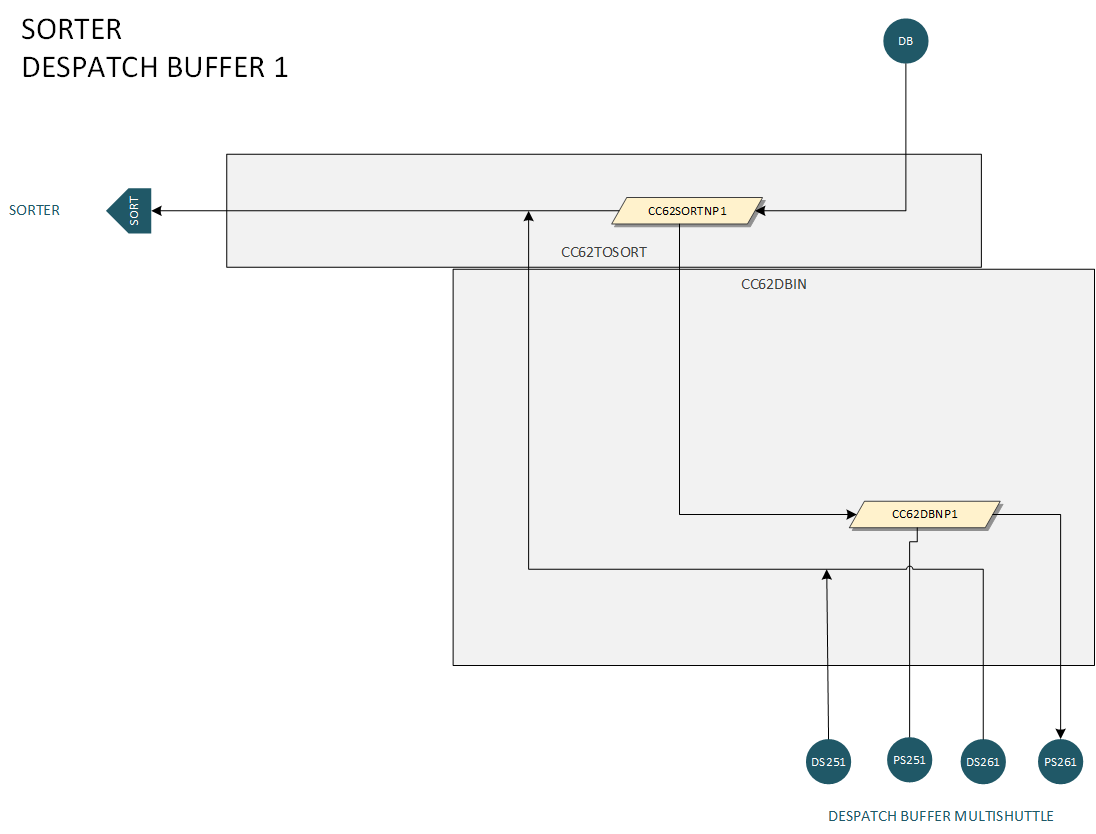 SORTER
DESPATCH BUFFER 1
DB
SORTER
SORT
CC62SORTNP1
CC62TOSORT
CC62DBIN
CC62DBNP1
DS251
PS251
DS261
PS261
DESPATCH BUFFER MULTISHUTTLE